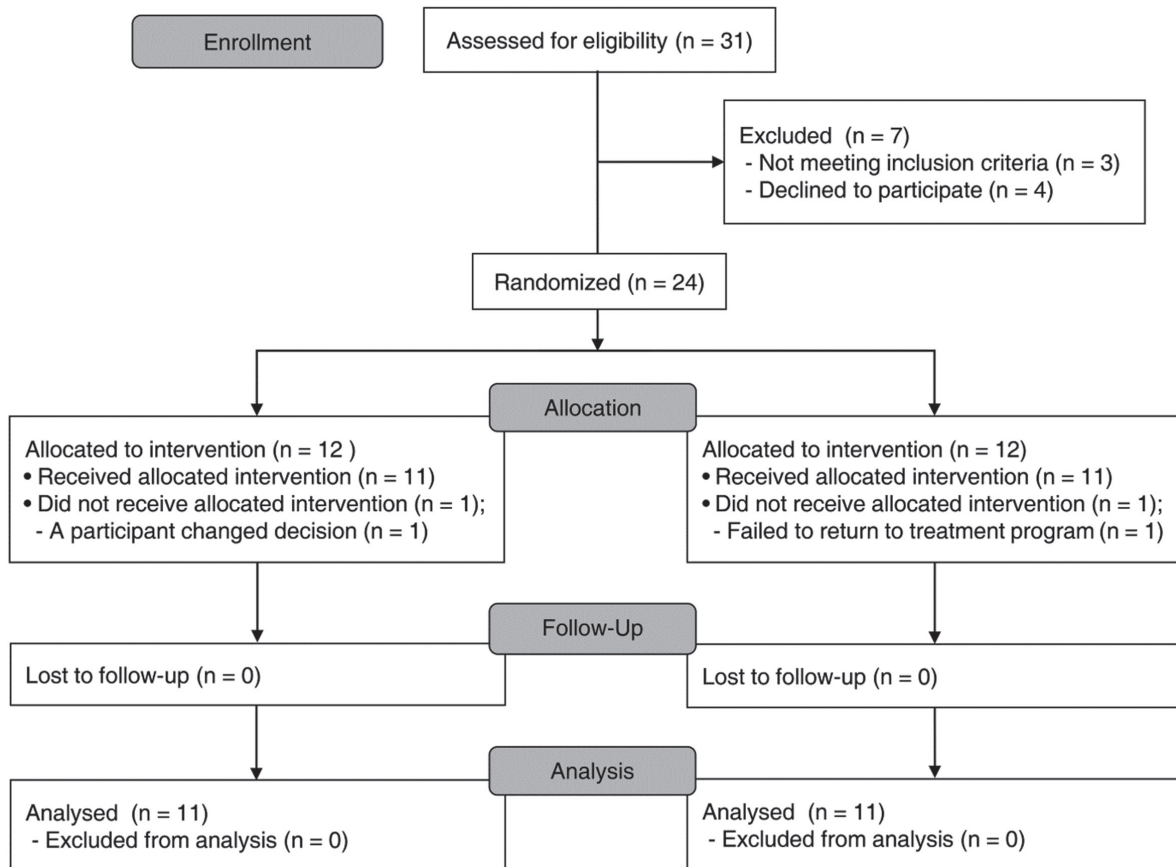 Enrollment
Assessed for eligibility (n = 31)
Excluded (n = 7)
- Not meeting inclusion criteria (n = 3)
- Declined to participate (n = 4)
Randomized (n = 24)
Allocation
Allocated to intervention (n = 12 )
• Received allocated intervention (n = 11)
• Did not receive allocated intervention (n = 1);
- A participant changed decision (n = 1)
Allocated to intervention (n = 12)
• Received allocated intervention (n = 11)
• Did not receive allocated intervention (n = 1);
- Failed to return to treatment program (n = 1)
Follow-Up
Lost to follow-up (n = 0)
Lost to follow-up (n = 0)
Analysis
Analysed (n = 11)
- Excluded from analysis (n = 0)
Analysed (n = 11)
- Excluded from analysis (n = 0)